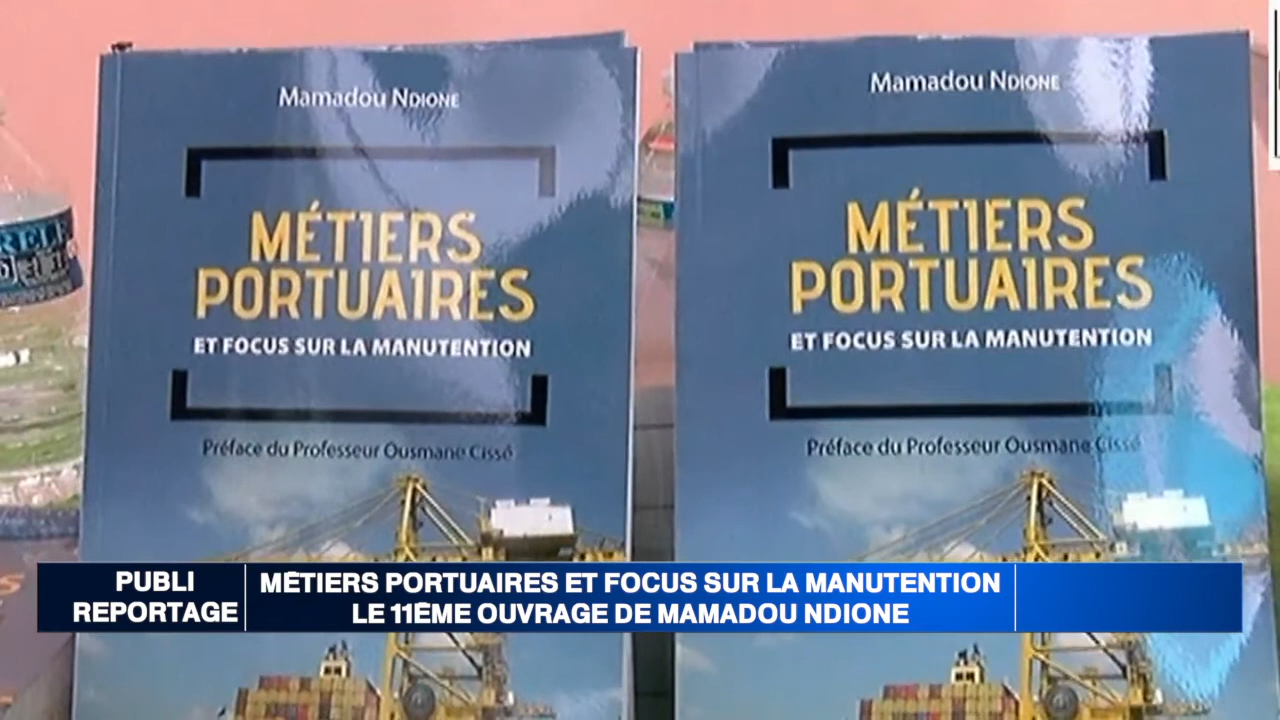 Mamadou NDIONE
MÉTIERS
PORTUAIRES
ET FOCUS SUR LA MANUTENTION
Préface du Professeur Ousmane Cissé
Mamadou NDIONE
MÉTIERS
PORTUAIRES
ET FOCUS SUR LA MANUTENTION
Préface du Professeur Ousmane Cissé
PUBLI
REPORTAGE
MÉTIERS PORTUAIRES ET FOCUS SUR LA MANUTENTION
LE 11ÈME OUVRAGE DE MAMADOU NDIONE